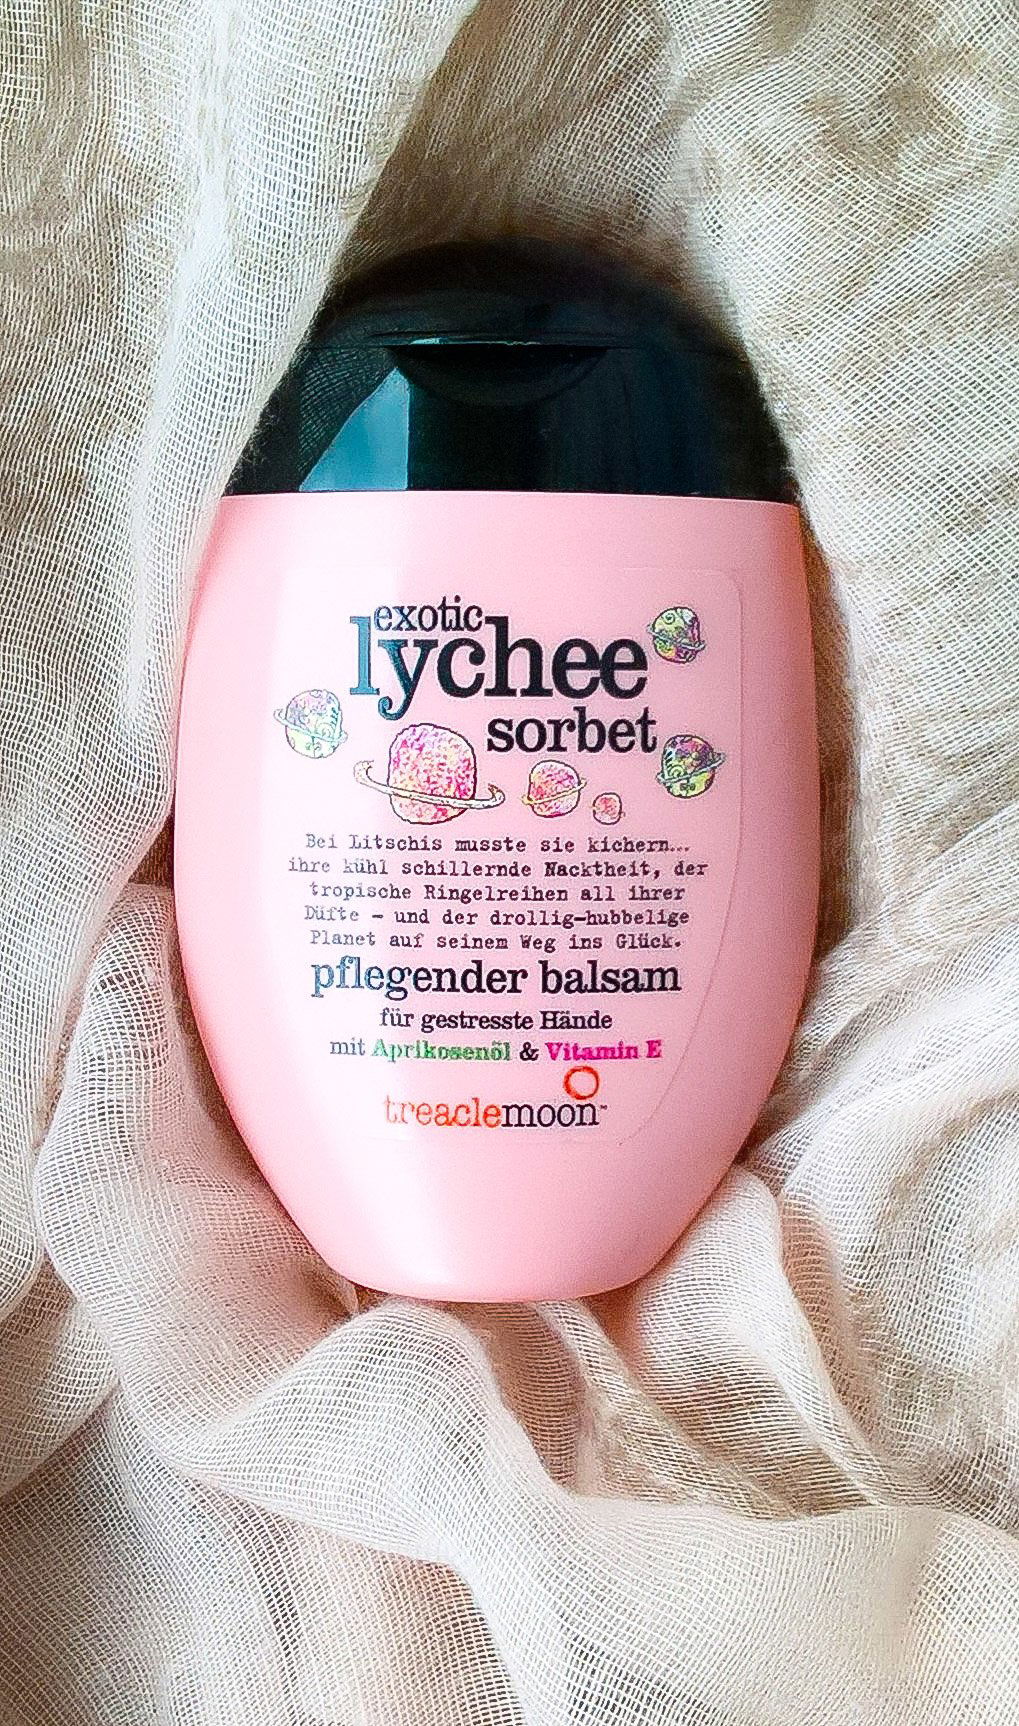 exotic
lychee
sorbet
Bei Litschis musste sie kichern...
ihre kühl schillernde Nacktheit, der
tropische Ringelreihen all ihrer
Düfte - und der drollig-hubbelige
Planet auf seinem Weg ins Glück.
pflegender balsam
für gestresste Hände
mit Aprikosenöl & Vitamin E
treaclemoon™